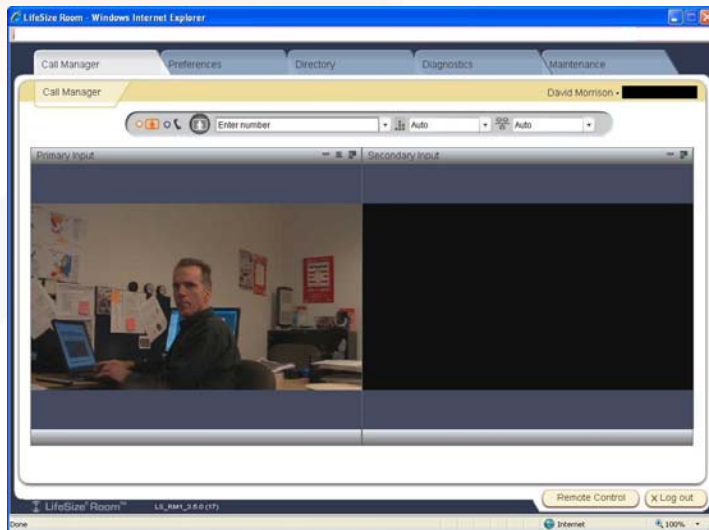 LifeSize Room - Windows Internet Explorer
Call Manager
Preferences
Directory
Diagnostics
Maintenance
Call Manager
David Morrison •
Enter number
Auto
Auto
Primary Input
Secondary Input
Remote Control
x Log out
LifeSize® Room™
LS_RM1_3.5.0 (17)
Done
Internet
100%